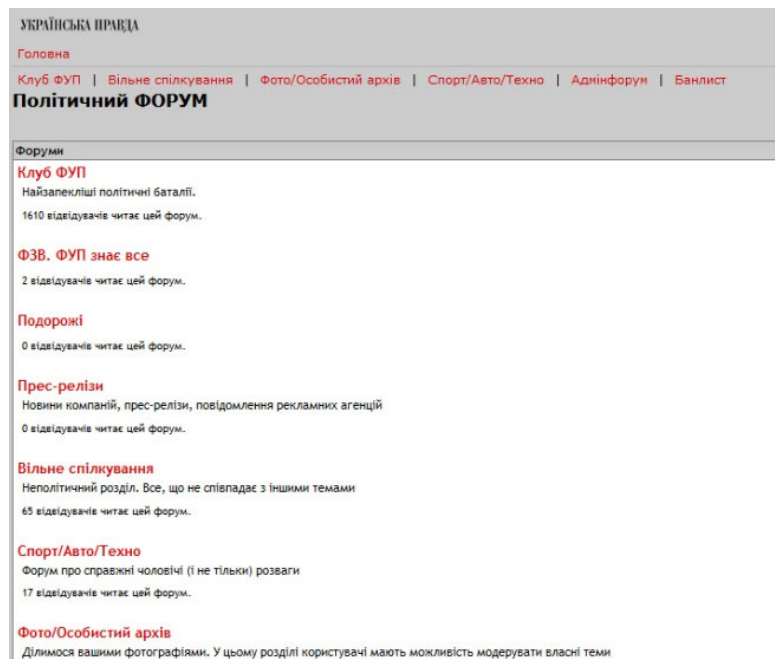 УКРАЇНСЬКА ПРАВДА
Головна
Клуб ФУП | Вільне спілкування | Фото/Особистий архів | Спорт/Авто/Техно | Адмінфорум | Банлист
Політичний ФОРУМ
Форуми
Клуб ФУП
Найзапекліші політичні баталії.
1610 відвідувачів читає цей форум.
ФЗВ. ФУП знає все
2 відвідувачів читає цей форум.
Подорожі
0 відвідувачів читає цей форум.
Прес-релізи
Новини компаній, прес-релізи, повідомлення рекламних агенцій
0 відвідувачів читає цей форум.
Вільне спілкування
Неполітичний розділ. Все, що не співпадає з іншими темами
65 відвідувачів читає цей форум.
Спорт/Авто/Техно
Форум про справжні чоловічі (і не тільки) розваги
17 відвідувачів читає цей форум.
Фото/Особистий архів
Ділимося вашими фотографіями. У цьому розділі користувачі мають можливість модерувати власні теми